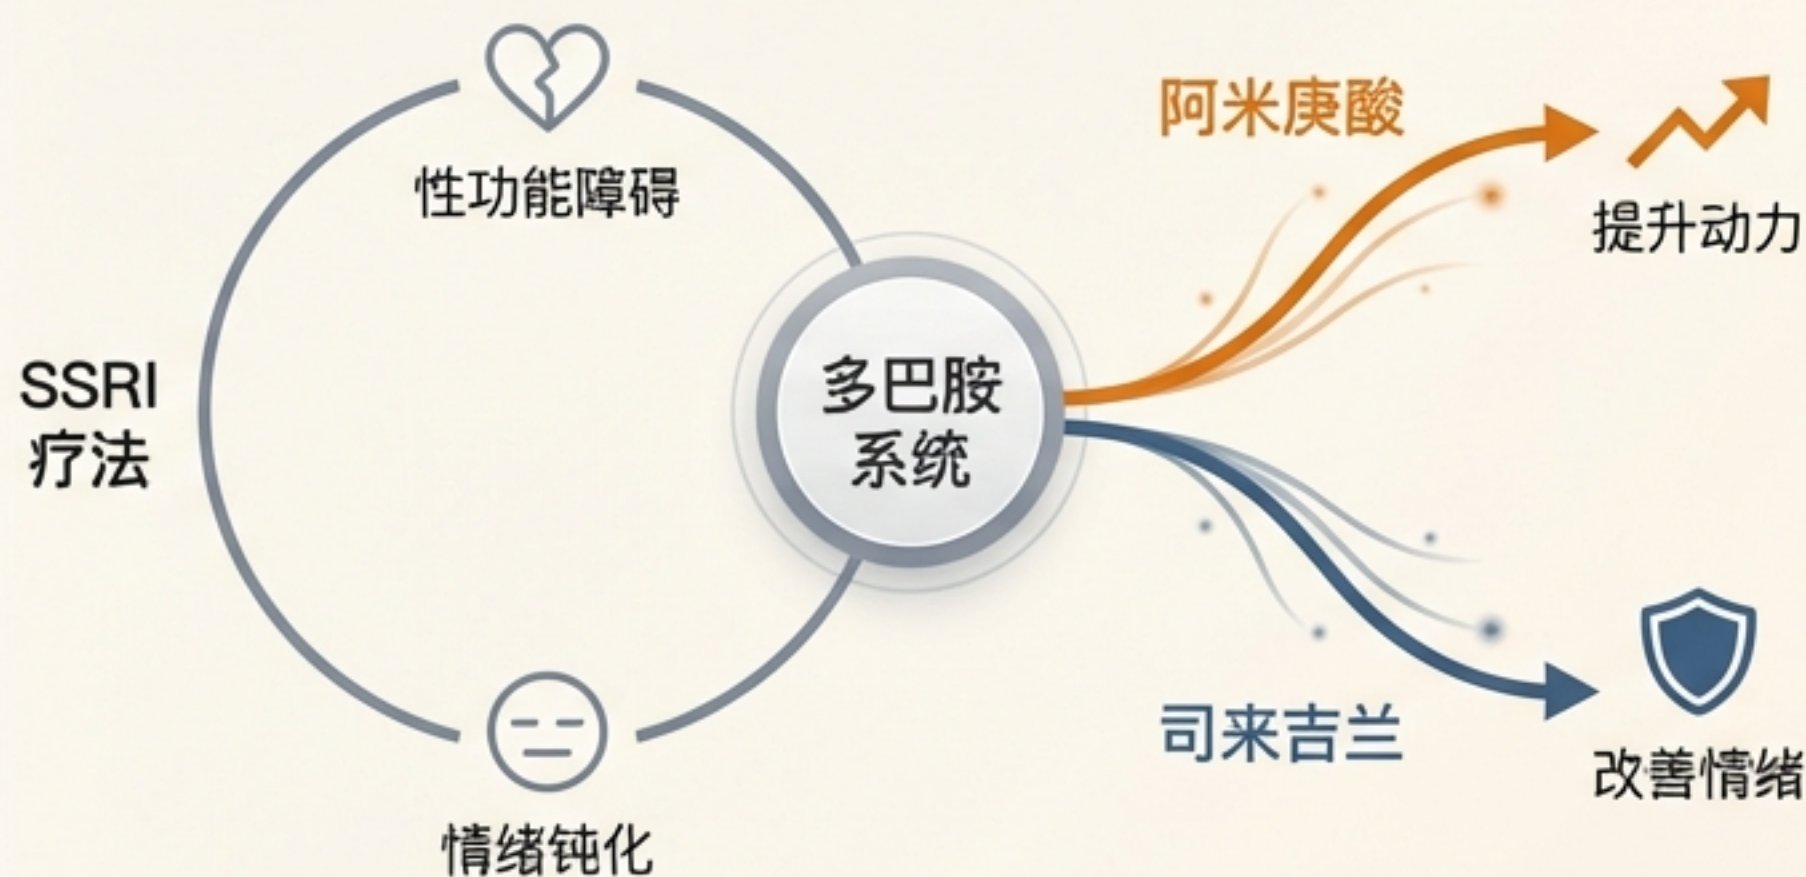 性功能障碍
SSRI
疗法
情绪钝化
多巴胺
系统
阿米庚酸
提升动力
司来吉兰
改善情绪